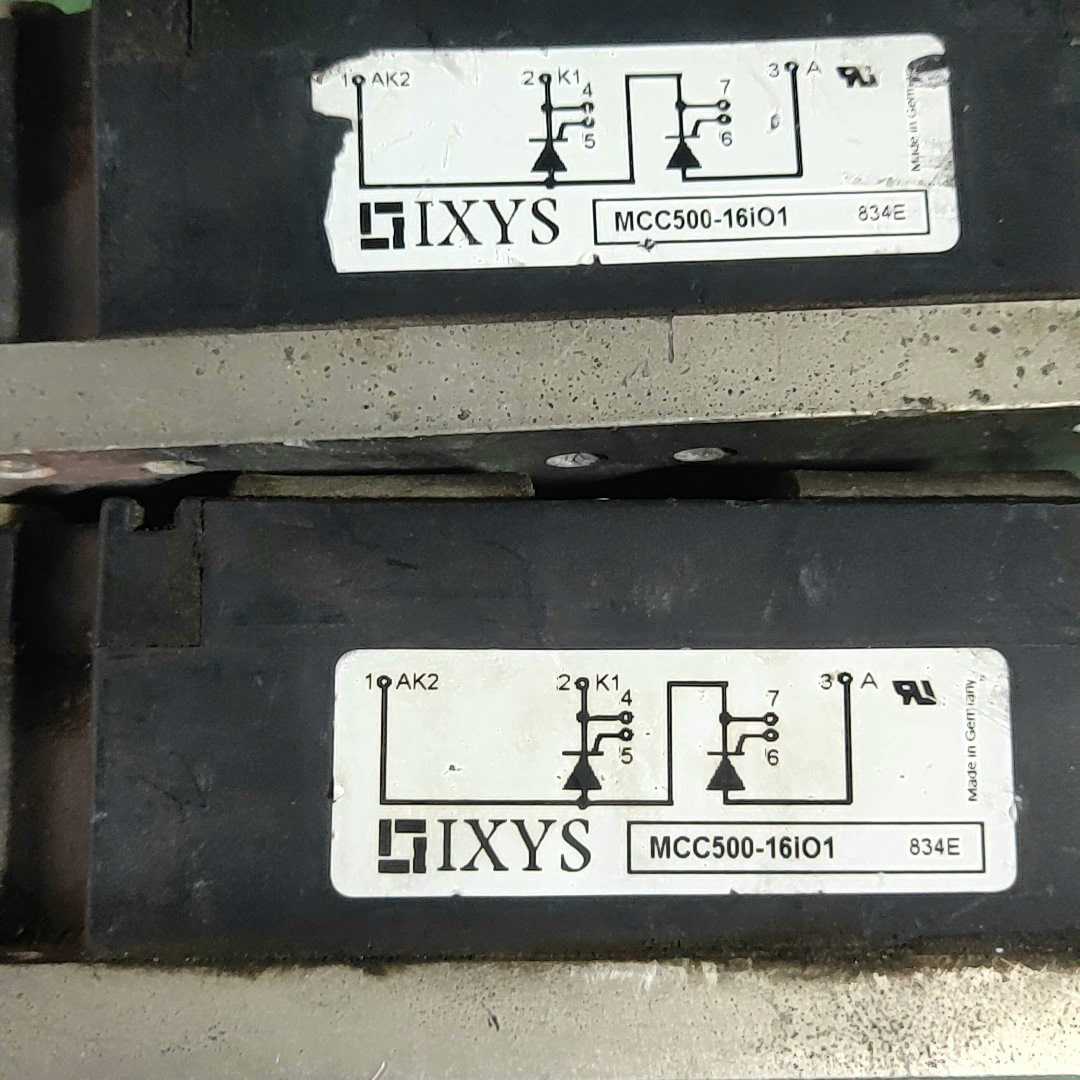 1 AK2 2 K1 3 A
4 7
5 6
Made in Germany
IXYS MCC500-16iO1 834E
1 AK2 2 K1 3 A
4 7
5 6
Made in Germany
IXYS MCC500-16iO1 834E